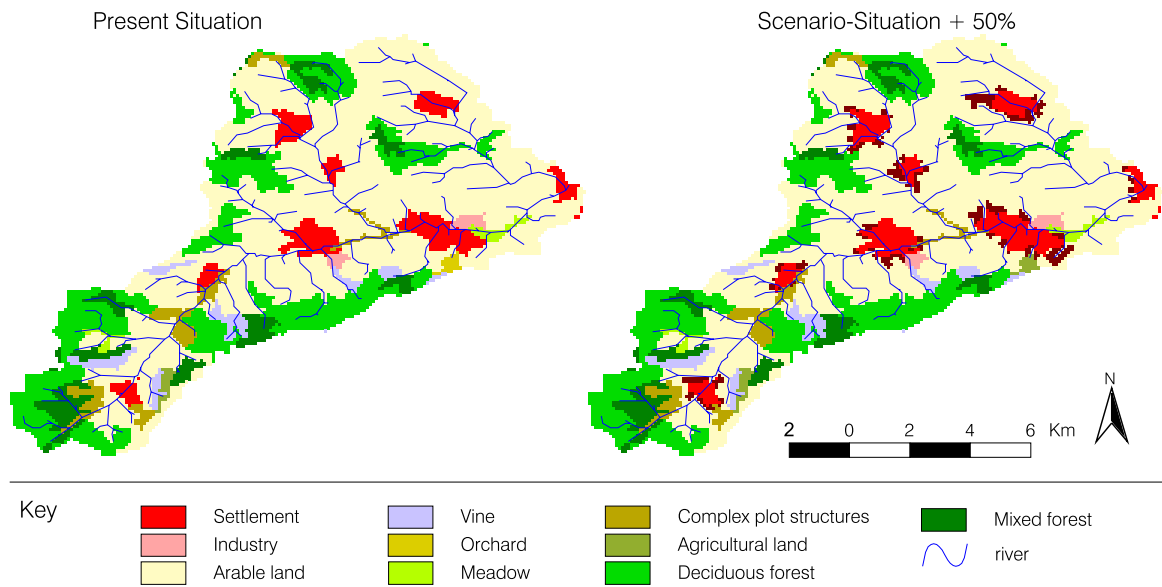 Present Situation
Scenario-Situation + 50%
N
2 0 2 4 6 Km
Key
Settlement
Vine
Complex plot structures
Mixed forest
Industry
Orchard
Agricultural land
river
Arable land
Meadow
Deciduous forest